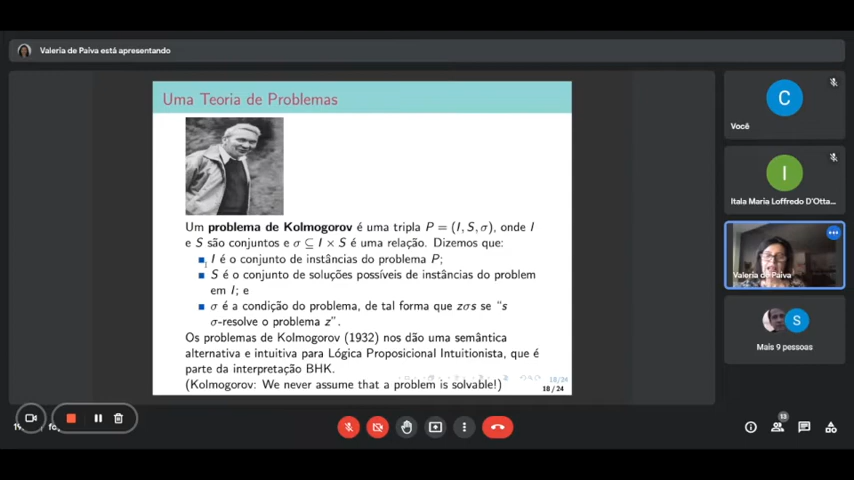 Valeria de Paiva está apresentando
Uma Teoria de Problemas
Um problema de Kolmogorov é uma tripla P = (I, S, σ), onde I
e S são conjuntos e σ ⊆ I × S é uma relação. Dizemos que:
I é o conjunto de instâncias do problema P;
S é o conjunto de soluções possíveis de instâncias do problem
em I; e
σ é a condição do problema, de tal forma que zσs se "s
σ-resolve o problema z".
Os problemas de Kolmogorov (1932) nos dão uma semântica
alternativa e intuitiva para Lógica Proposicional Intuitionista, que é
parte da interpretação BHK.
(Kolmogorov: We never assume that a problem is solvable!)
18/24
18 / 24
C
Você
I
Itala Maria Loffredo D'Otta...
Valeria de Paiva
S
Mais 9 pessoas
13